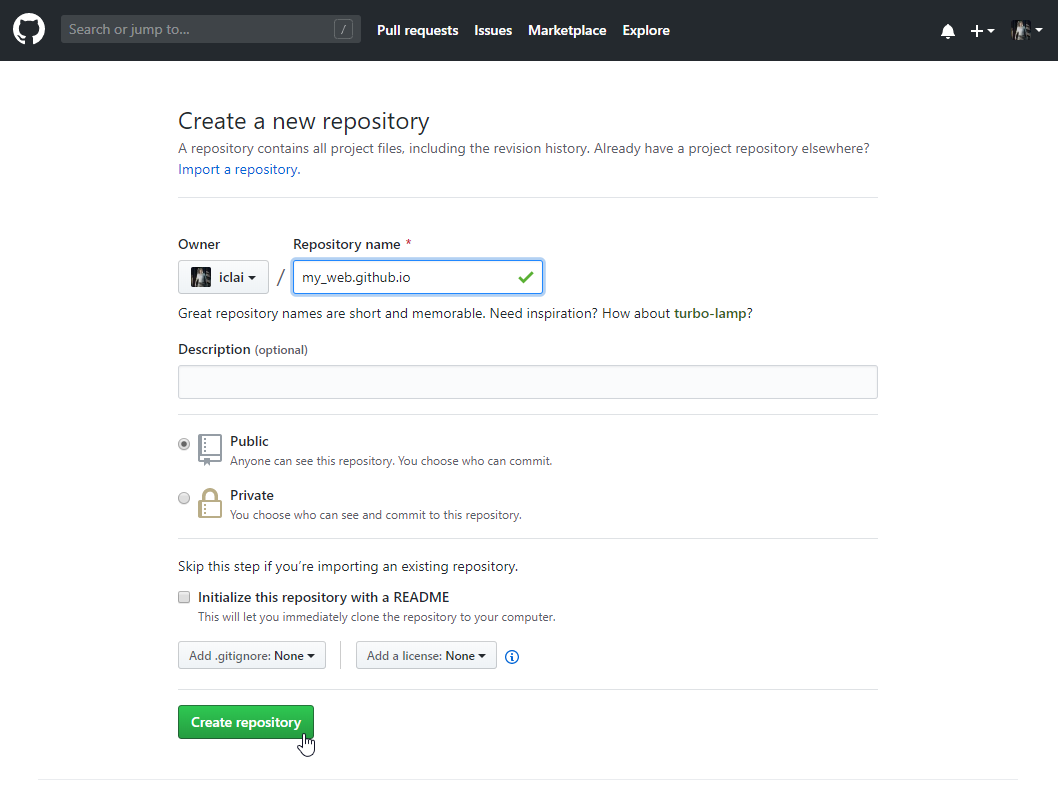 Search or jump to... / Pull requests Issues Marketplace Explore
Create a new repository
A repository contains all project files, including the revision history. Already have a project repository elsewhere?
Import a repository.
Owner Repository name *
iclai / my_web.github.io
Great repository names are short and memorable. Need inspiration? How about turbo-lamp?
Description (optional)
Public
Anyone can see this repository. You choose who can commit.
Private
You choose who can see and commit to this repository.
Skip this step if you’re importing an existing repository.
Initialize this repository with a README
This will let you immediately clone the repository to your computer.
Add .gitignore: None Add a license: None
Create repository